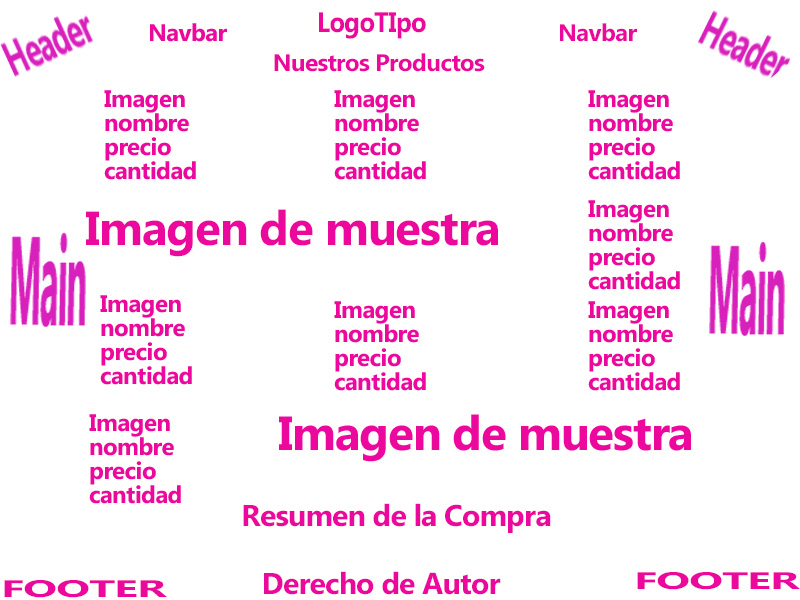 Header
Navbar
LogoTIpo
Navbar
Header
Nuestros Productos
Imagen
nombre
precio
cantidad
Imagen
nombre
precio
cantidad
Imagen
nombre
precio
cantidad
Main
Imagen de muestra
Imagen
nombre
precio
cantidad
Main
Imagen
nombre
precio
cantidad
Imagen
nombre
precio
cantidad
Imagen
nombre
precio
cantidad
Imagen
nombre
precio
cantidad
Imagen de muestra
Resumen de la Compra
FOOTER
Derecho de Autor
FOOTER